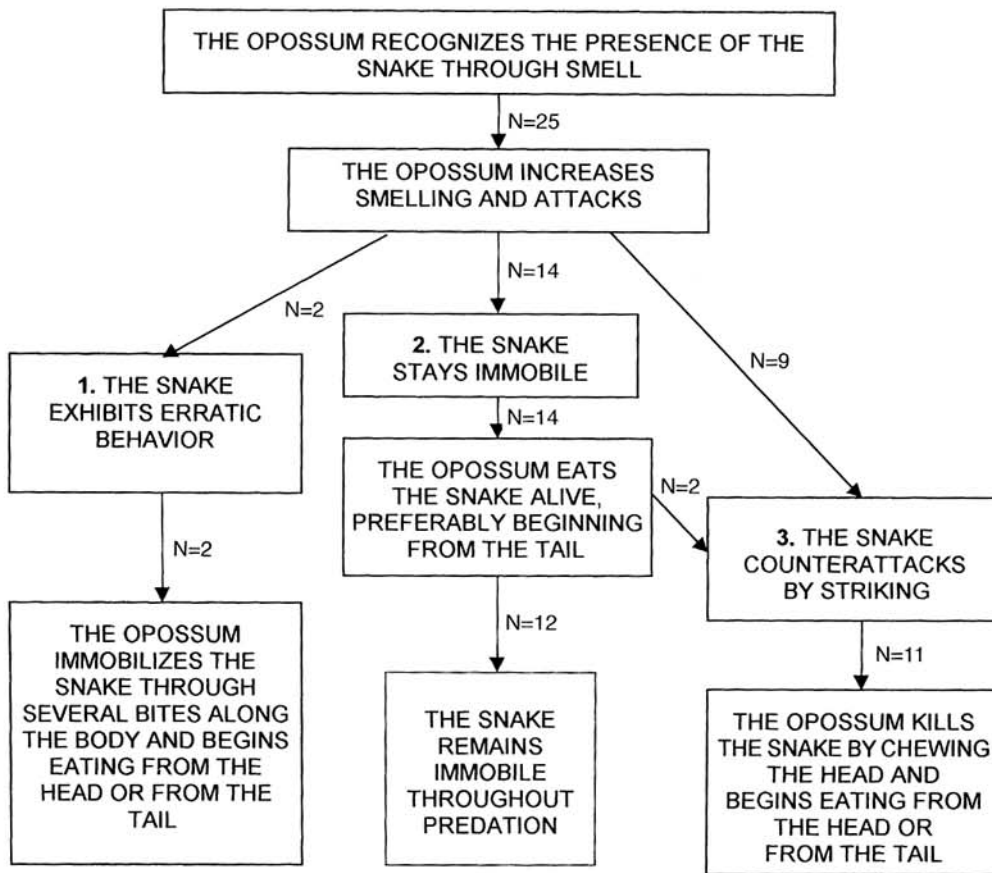 THE OPOSSUM RECOGNIZES THE PRESENCE OF THE
SNAKE THROUGH SMELL
N=25
THE OPOSSUM INCREASES
SMELLING AND ATTACKS
N=2
N=14
N=9
1. THE SNAKE
EXHIBITS ERRATIC
BEHAVIOR
2. THE SNAKE
STAYS IMMOBILE
N=14
THE OPOSSUM EATS
THE SNAKE ALIVE,
PREFERABLY BEGINNING
FROM THE TAIL
N=2
3. THE SNAKE
COUNTERATTACKS
BY STRIKING
N=2
N=12
N=11
THE OPOSSUM
IMMOBILIZES THE
SNAKE THROUGH
SEVERAL BITES ALONG
THE BODY AND BEGINS
EATING FROM THE
HEAD OR FROM THE
TAIL
THE SNAKE
REMAINS
IMMOBILE
THROUGHOUT
PREDATION
THE OPOSSUM KILLS
THE SNAKE BY CHEWING
THE HEAD AND
BEGINS EATING FROM
THE HEAD OR
FROM THE TAIL